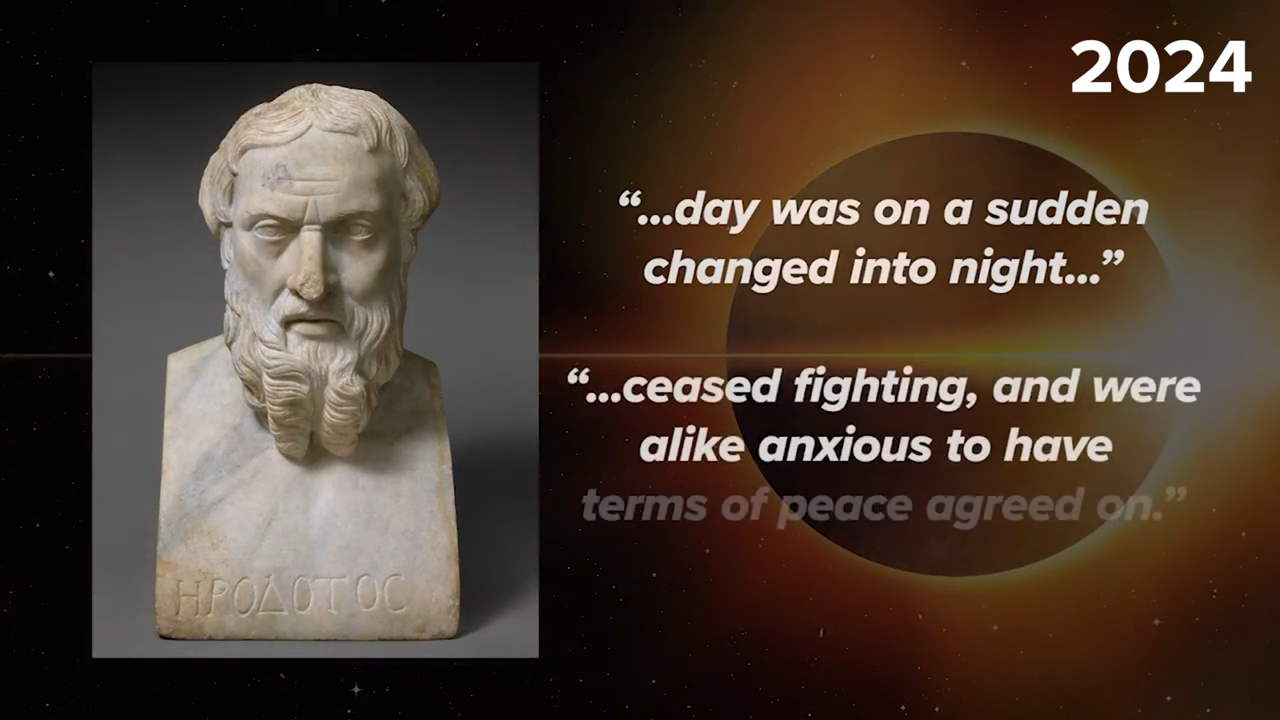 2024
“...day was on a sudden
changed into night...”
“...ceased fighting, and were
alike anxious to have
terms of peace agreed on.”
ΗΡΟΔΟΤΟC